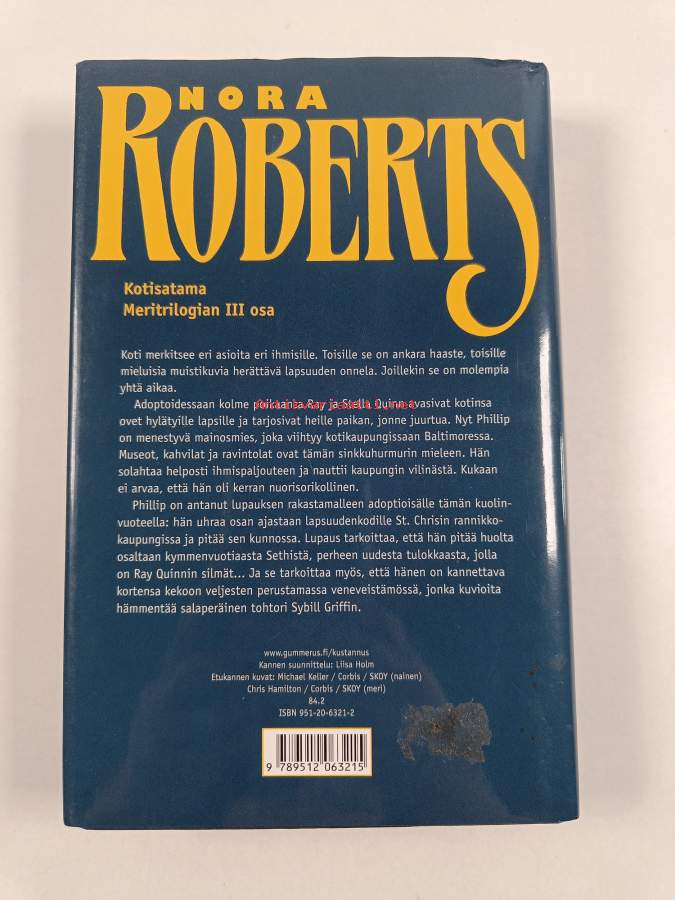 NORA
ROBERTS
Kotisatama
Meritrilogian III osa
Koti merkitsee eri asioita eri ihmisille. Toisille se on ankara haaste, toisille
mieluisia muistikuvia herättävä lapsuuden onnela. Joillekin se on molempia
yhtä aikaa.
Adoptoidessaan kolme poikaansa Ray ja Stella Quinn avasivat kotinsa
ovet hylätyille lapsille ja tarjosivat heille paikan, jonne juurtua. Nyt Phillip
on menestyvä mainosmies, joka viihtyy kotikaupungissaan Baltimoressa.
Museot, kahvilat ja ravintolat ovat tämän sinkkuhurmurin mieleen. Hän
solahtaa helposti ihmispaljouteen ja nauttii kaupungin vilinästä. Kukaan
ei arvaa, että hän oli kerran nuorisorikollinen.
Phillip on antanut lupauksen rakastamalleen adoptioisälle tämän kuolin-
vuoteella: hän uhraa osan ajastaan lapsuudenkodille St. Chrisin rannikko-
kaupungissa ja pitää sen kunnossa. Lupaus tarkoittaa, että hän pitää huolta
osaltaan kymmenvuotiaasta Sethistä, perheen uudesta tulokkaasta, jolla
on Ray Quinnin silmät... Ja se tarkoittaa myös, että hänen on kannettava
kortensa kekoon veljesten perustamassa veneveistämössä, jonka kuvioita
hämmentää salaperäinen tohtori Sybill Griffin.
www.gummerus.fi/kustannus
Kannen suunnittelu: Liisa Holm
Etukannen kuvat: Michael Keller / Corbis / SKOY (nainen)
Chris Hamilton / Corbis / SKOY (meri)
84.2
ISBN 951-20-6321-2
9 789512 063215